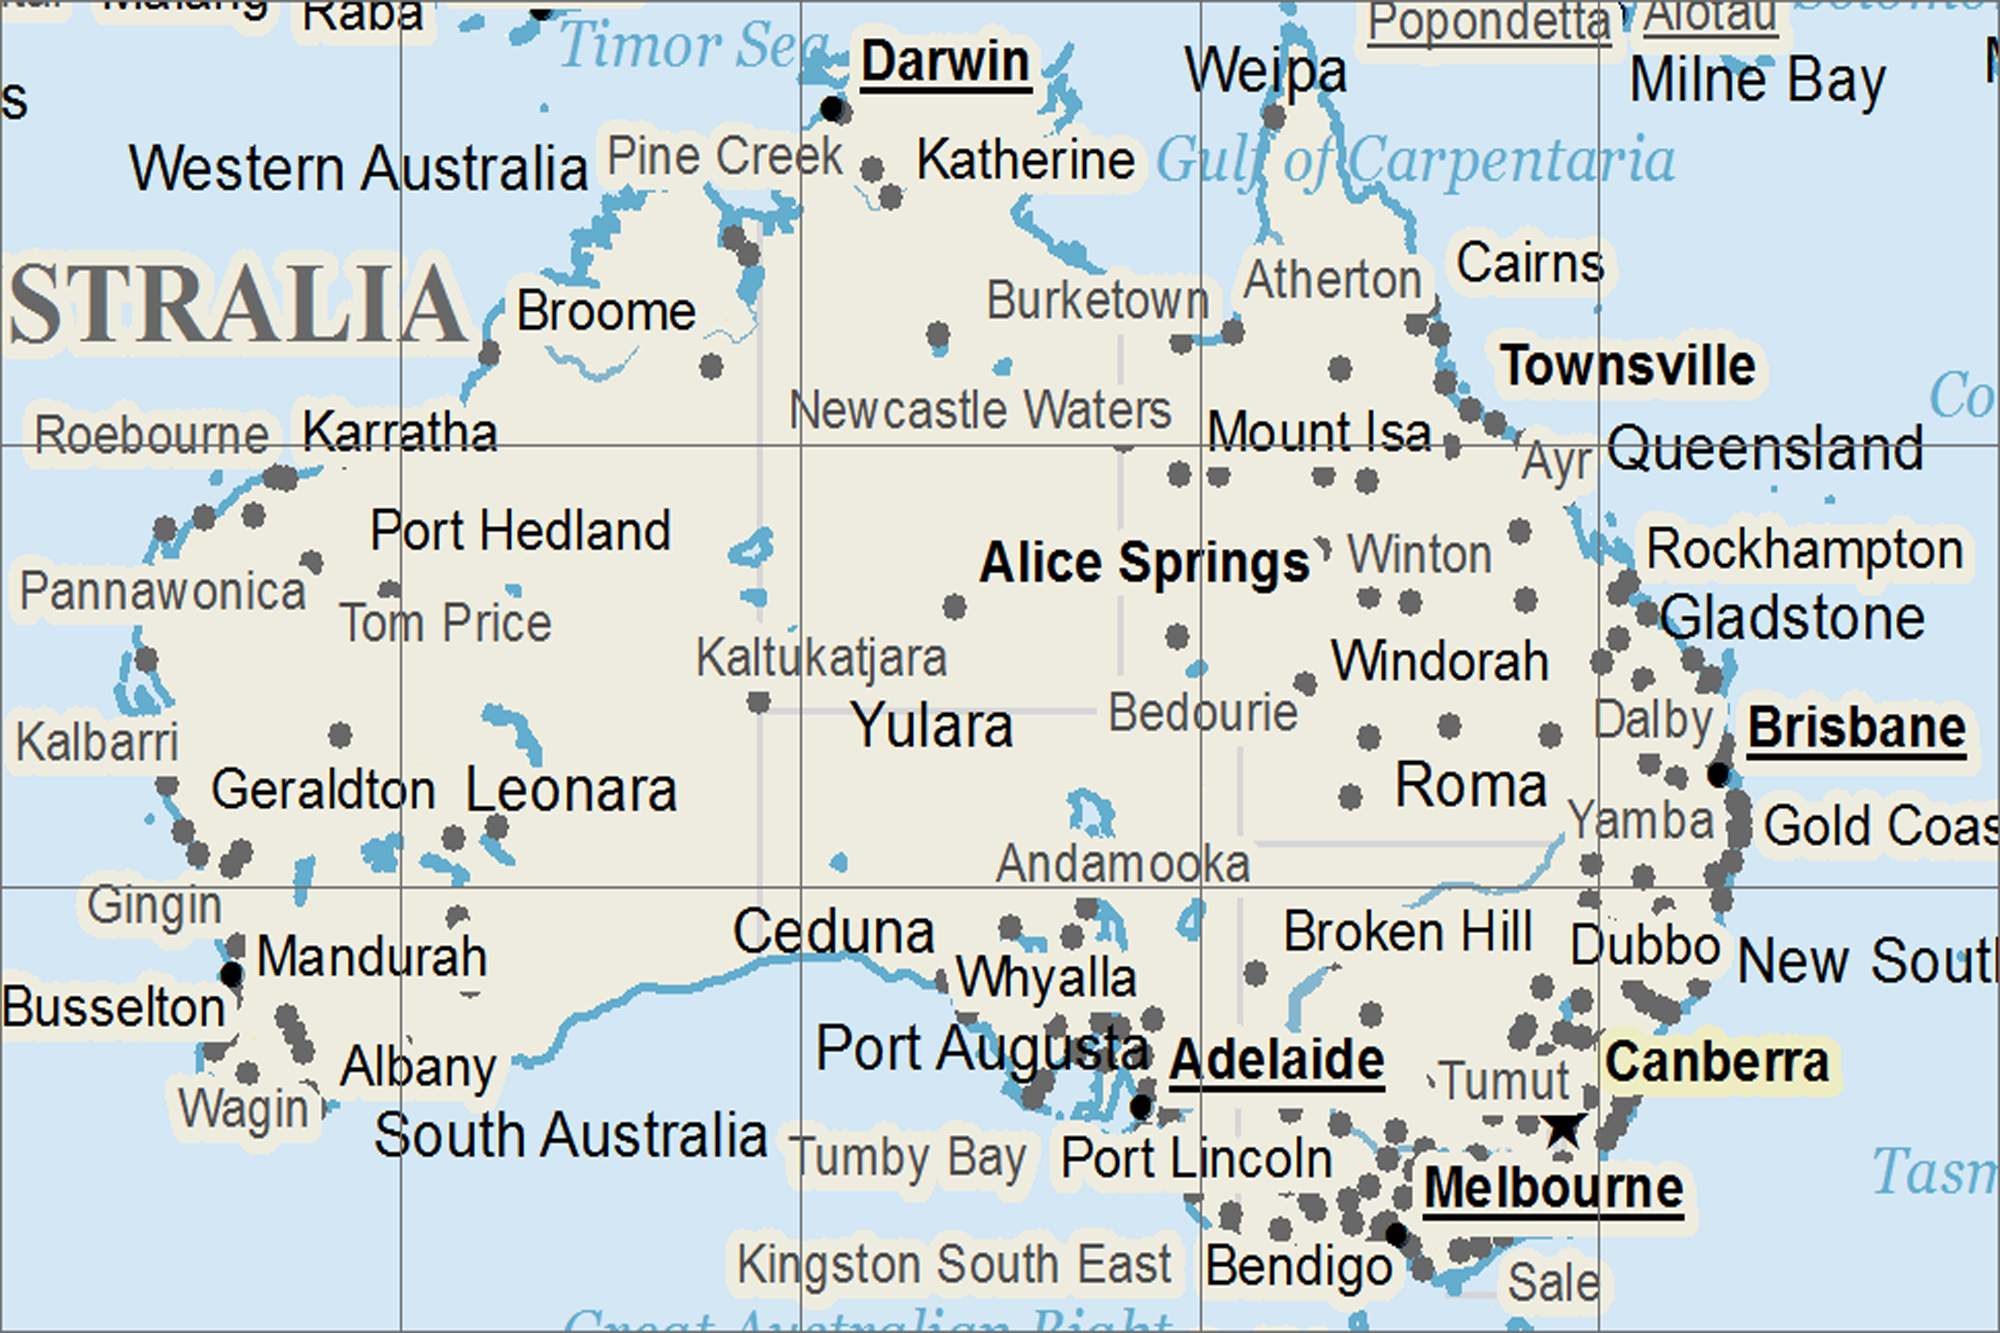 Malang
Raba
Timor Sea
Darwin
Weipa
Popondetta
Alotau
Milne Bay
s
Western Australia
Pine Creek
Katherine
Gulf of Carpentaria
STRALIA
Broome
Burketown
Atherton
Cairns
Townsville
Co
Newcastle Waters
Roebourne
Karratha
Mount Isa
Ayr
Queensland
Port Hedland
Alice Springs
Winton
Rockhampton
Pannawonica
Tom Price
Gladstone
Kaltukatjara
Windorah
Kalbarri
Yulara
Bedourie
Dalby
Brisbane
Geraldton
Leonara
Roma
Yamba
Gold Coas
Andamooka
Gingin
Mandurah
Ceduna
Broken Hill
Dubbo
New Sout
Busselton
Whyalla
Port Augusta
Adelaide
Albany
Tumut
Canberra
Wagin
South Australia
Tumby Bay
Port Lincoln
Melbourne
Tasm
Kingston South East
Bendigo
Sale
Great Australian Bight